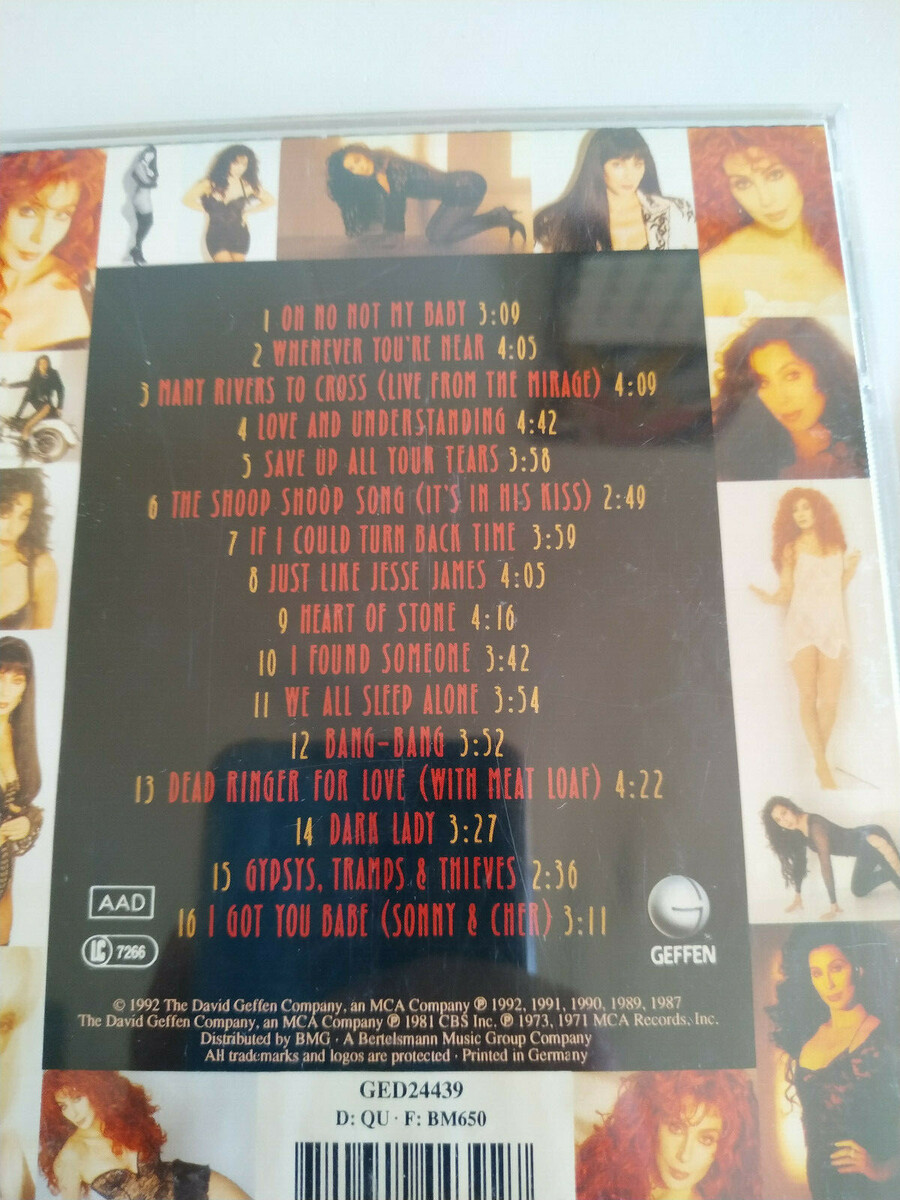 1 OH NO NOT MY BABY 3:09
2 WHENEVER YOU'RE NEAR 4:05
3 MANY RIVERS TO CROSS (LIVE FROM THE MIRAGE) 4:09
4 LOVE AND UNDERSTANDING 4:42
5 SAVE UP ALL YOUR TEARS 3:58
6 THE SHOOP SHOOP SONG (IT'S IN HIS KISS) 2:49
7 IF I COULD TURN BACK TIME 3:59
8 JUST LIKE JESSE JAMES 4:05
9 HEART OF STONE 4:16
10 I FOUND SOMEONE 3:42
11 WE ALL SLEEP ALONE 3:54
12 BANG-BANG 3:52
13 DEAD RINGER FOR LOVE (WITH MEAT LOAF) 4:22
14 DARK LADY 3:27
15 GYPSYS, TRAMPS & THIEVES 2:36
16 I GOT YOU BABE (SONNY & CHER) 3:11
AAD
LC 7266
G
GEFFEN
© 1992 The David Geffen Company, an MCA Company ℗ 1992, 1991, 1990, 1989, 1987
The David Geffen Company, an MCA Company ℗ 1981 CBS Inc. ℗ 1973, 1971 MCA Records, Inc.
Distributed by BMG · A Bertelsmann Music Group Company
All trademarks and logos are protected · Printed in Germany
GED24439
D: QU · F: BM650